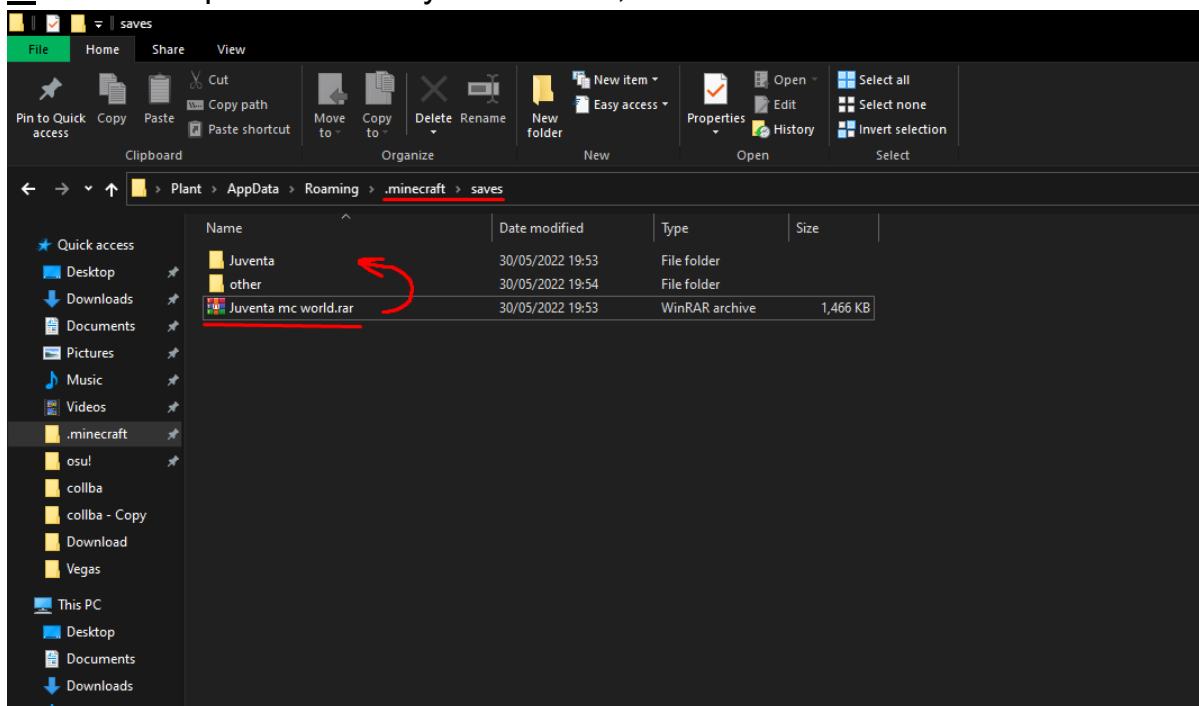 saves
File Home Share View
Pin to Quick access
Copy
Paste
Cut
Copy path
Paste shortcut
Clipboard
Move to
Copy to
Delete
Rename
Organize
New folder
New item
Easy access
New
Properties
Open
Edit
History
Open
Select all
Select none
Invert selection
Select
Plant > AppData > Roaming > .minecraft > saves
Name Date modified Type Size
Juventa 30/05/2022 19:53 File folder
other 30/05/2022 19:54 File folder
Juventa mc world.rar 30/05/2022 19:53 WinRAR archive 1,466 KB
Quick access
Desktop
Downloads
Documents
Pictures
Music
Videos
.minecraft
osu!
collba
collba - Copy
Download
Vegas
This PC
Desktop
Documents
Downloads